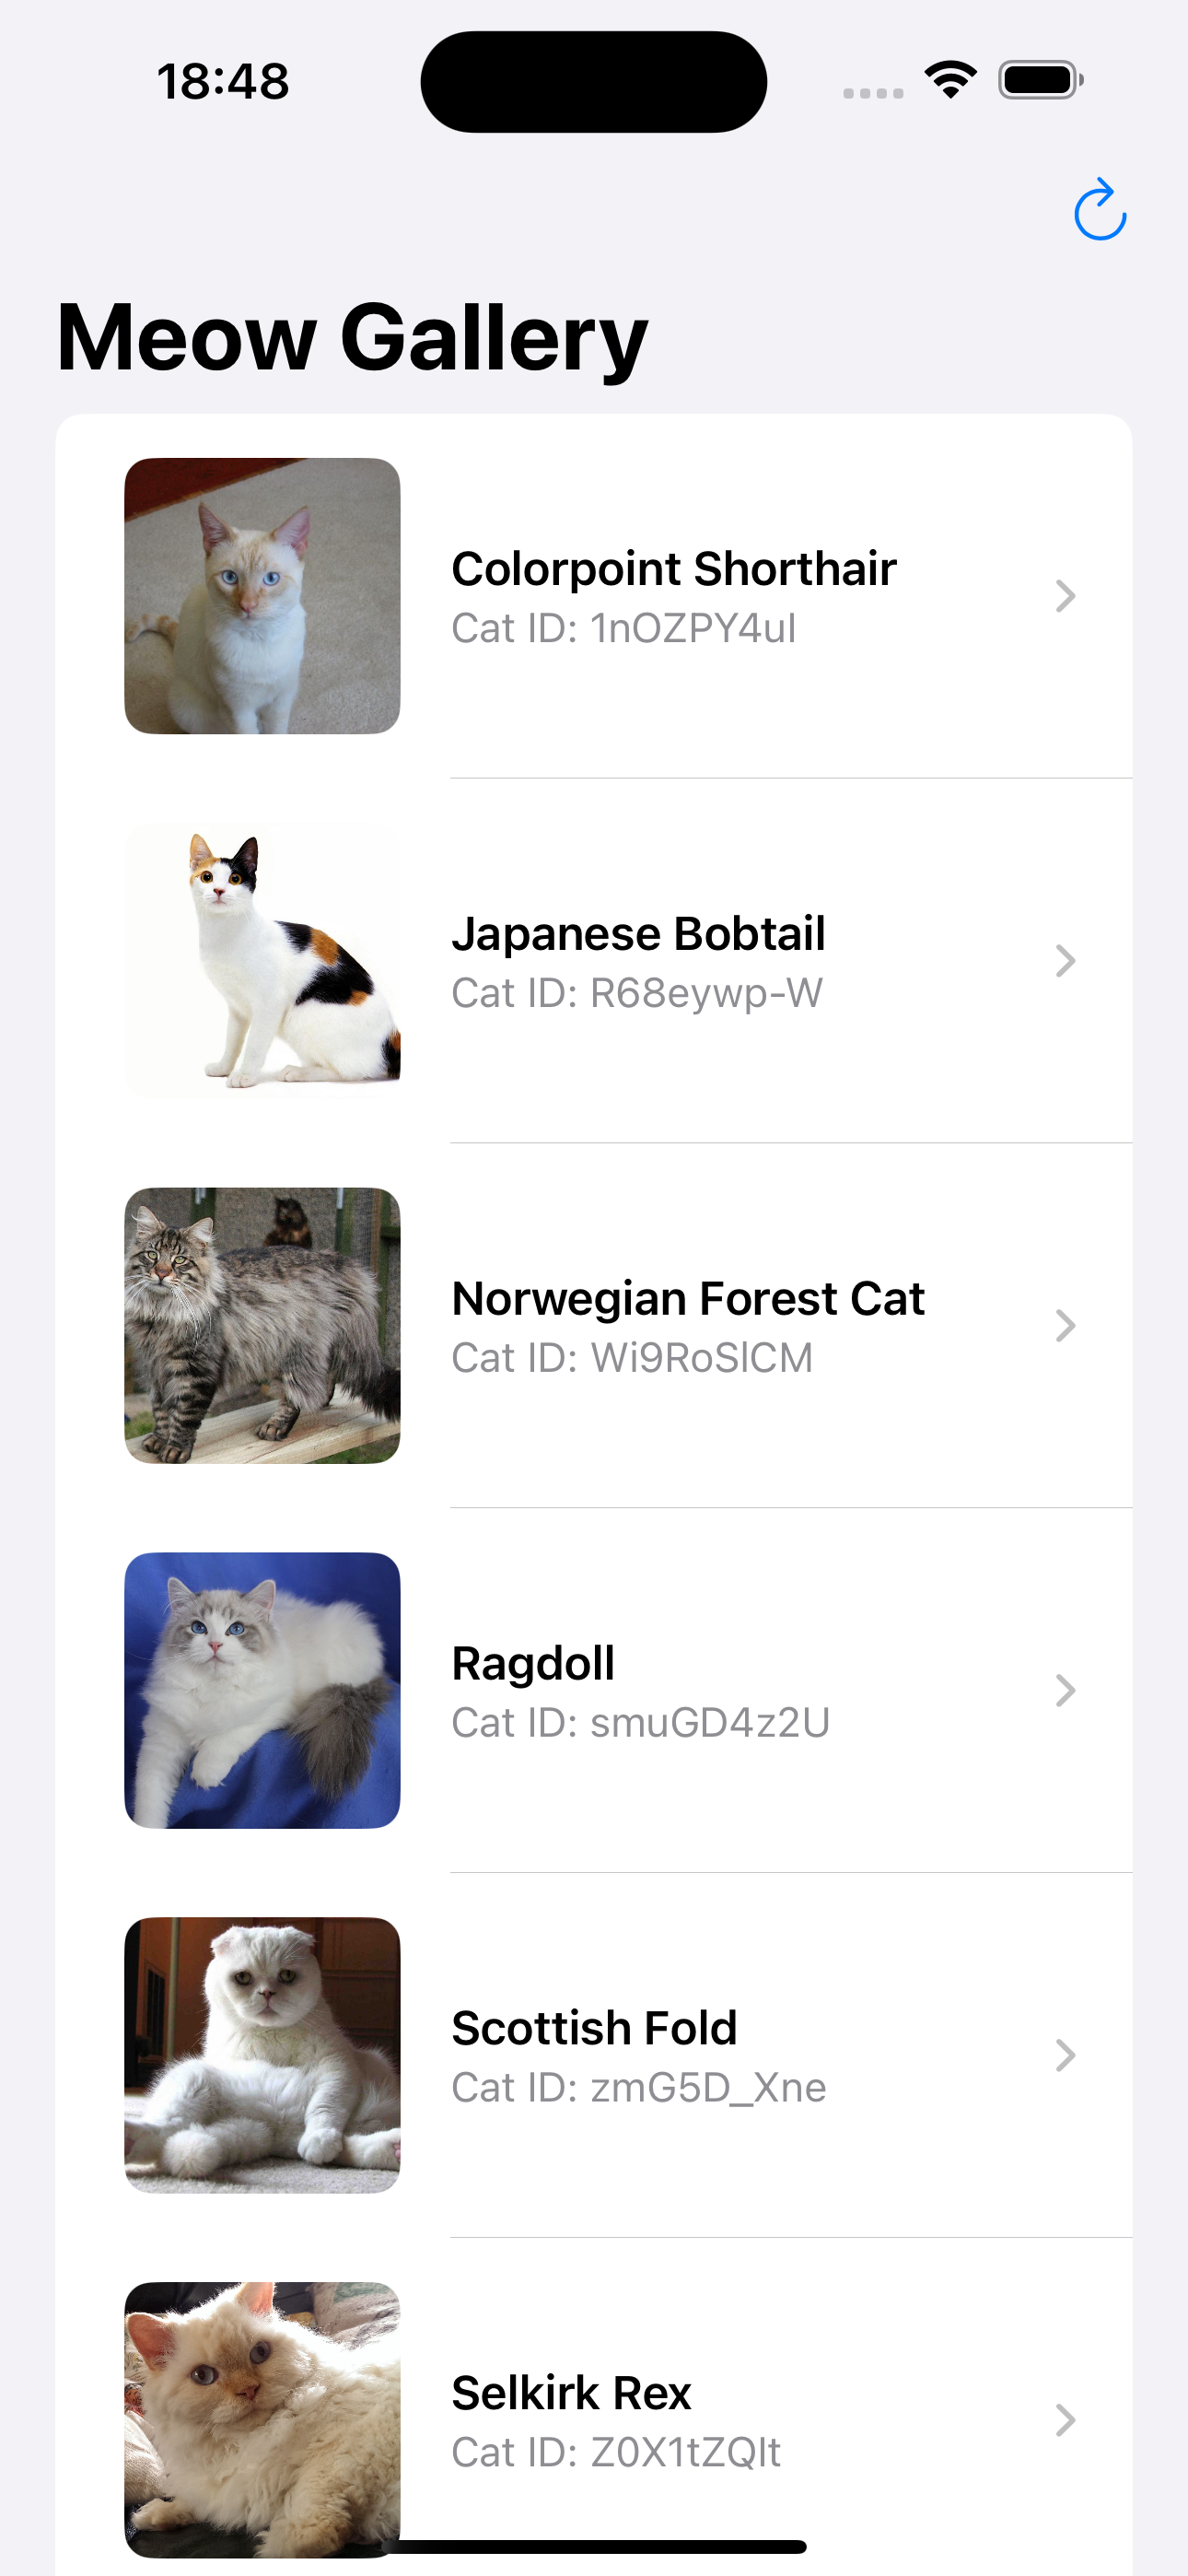 18:48
Meow Gallery
Colorpoint Shorthair
Cat ID: 1nOZPY4ul
Japanese Bobtail
Cat ID: R68eywp-W
Norwegian Forest Cat
Cat ID: Wi9RoSlCM
Ragdoll
Cat ID: smuGD4z2U
Scottish Fold
Cat ID: zmG5D_Xne
Selkirk Rex
Cat ID: Z0X1tZQlt